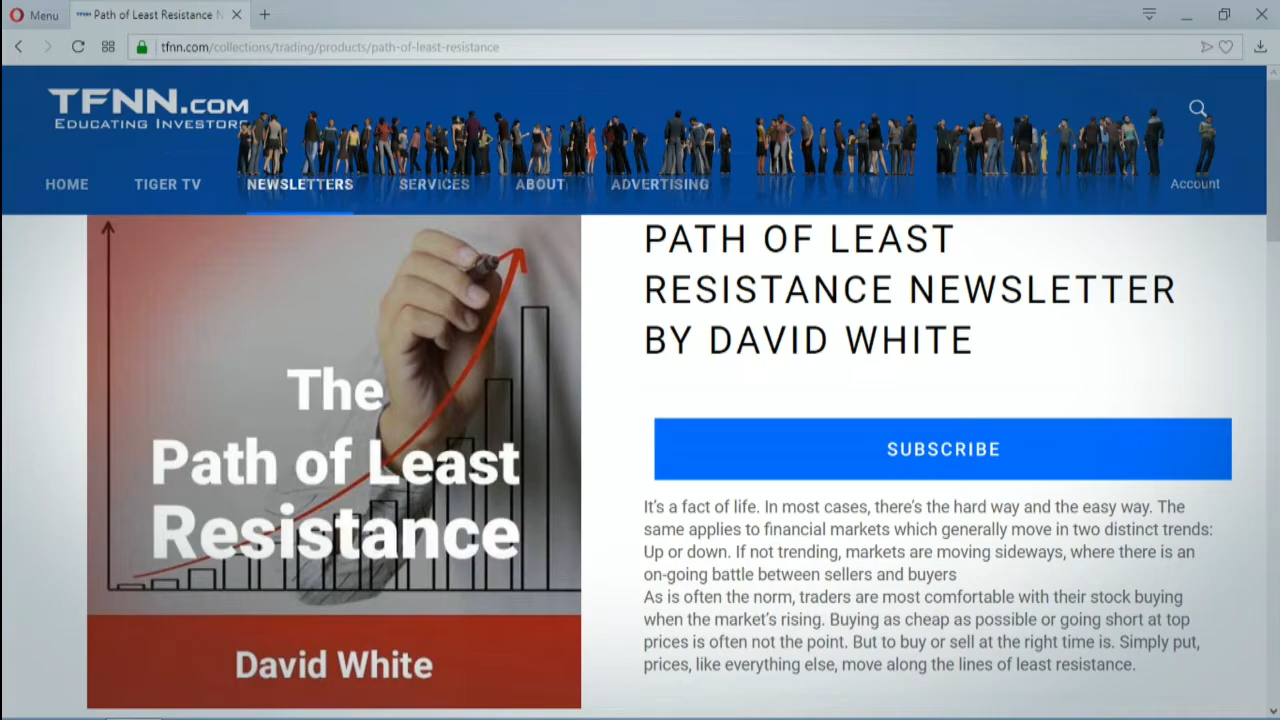 Menu
Path of Least Resistance N
tfnn.com/collections/trading/products/path-of-least-resistance
TFNN.COM
EDUCATING INVESTORS
HOME TIGER TV NEWSLETTERS SERVICES ABOUT ADVERTISING Account
The
Path of Least
Resistance
David White
PATH OF LEAST
RESISTANCE NEWSLETTER
BY DAVID WHITE
SUBSCRIBE
It's a fact of life. In most cases, there's the hard way and the easy way. The
same applies to financial markets which generally move in two distinct trends:
Up or down. If not trending, markets are moving sideways, where there is an
on-going battle between sellers and buyers
As is often the norm, traders are most comfortable with their stock buying
when the market's rising. Buying as cheap as possible or going short at top
prices is often not the point. But to buy or sell at the right time is. Simply put,
prices, like everything else, move along the lines of least resistance.